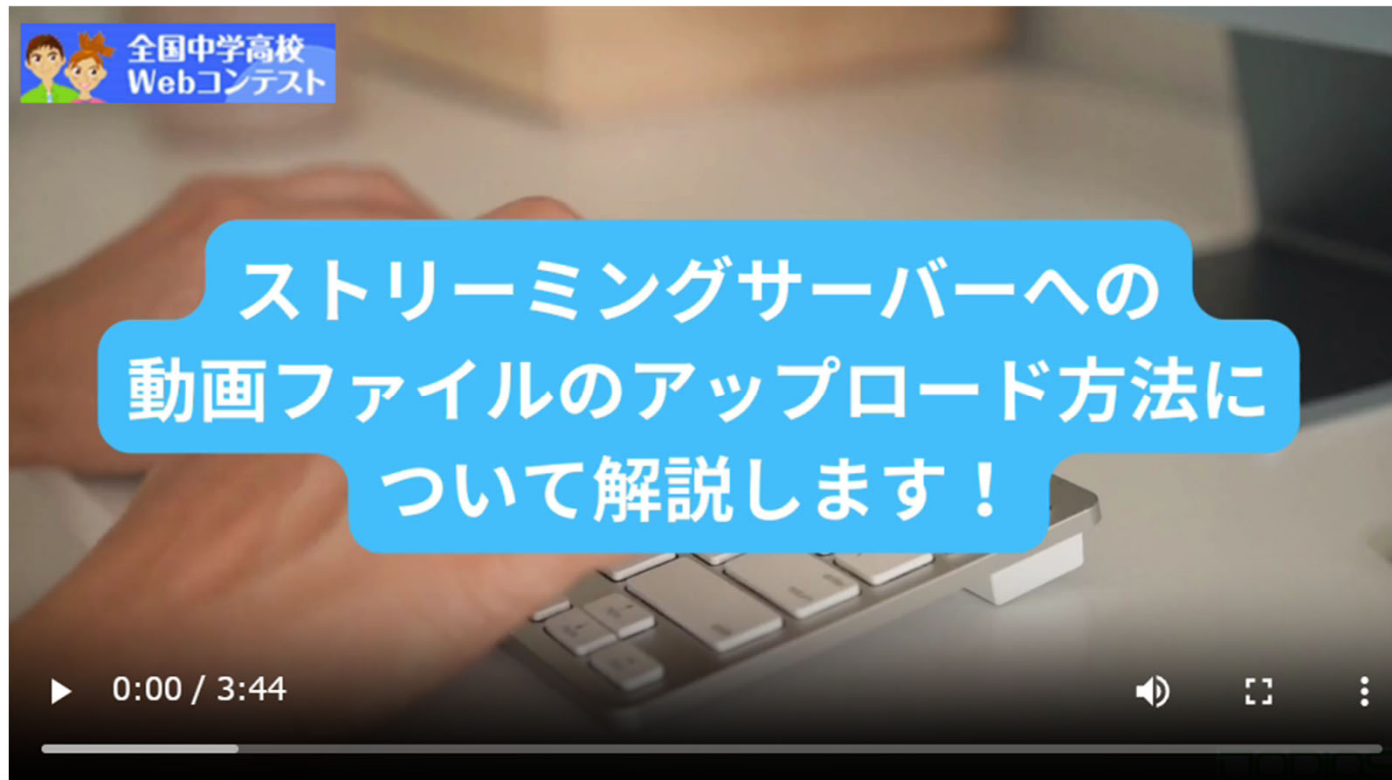 全国中学高校
Webコンテスト
ストリーミングサーバーへの
動画ファイルのアップロード方法に
ついて解説します！
0:00 / 3:44